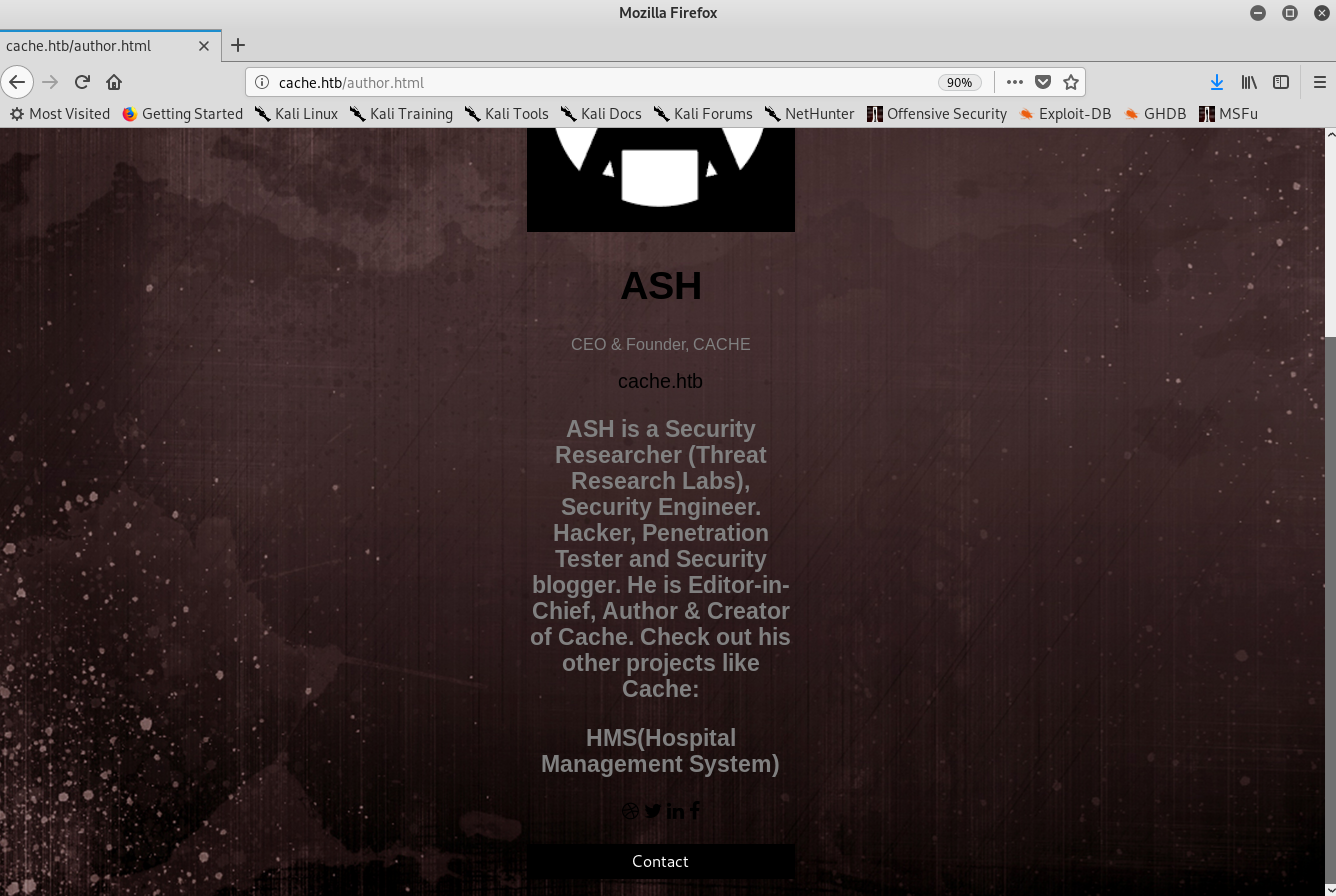 Mozilla Firefox
cache.htb/author.html
cache.htb/author.html 90%
Most Visited Getting Started Kali Linux Kali Training Kali Tools Kali Docs Kali Forums NetHunter Offensive Security Exploit-DB GHDB MSFu
ASH
CEO & Founder, CACHE
cache.htb
ASH is a Security
Researcher (Threat
Research Labs),
Security Engineer.
Hacker, Penetration
Tester and Security
blogger. He is Editor-in-
Chief, Author & Creator
of Cache. Check out his
other projects like
Cache:
HMS(Hospital
Management System)
Contact